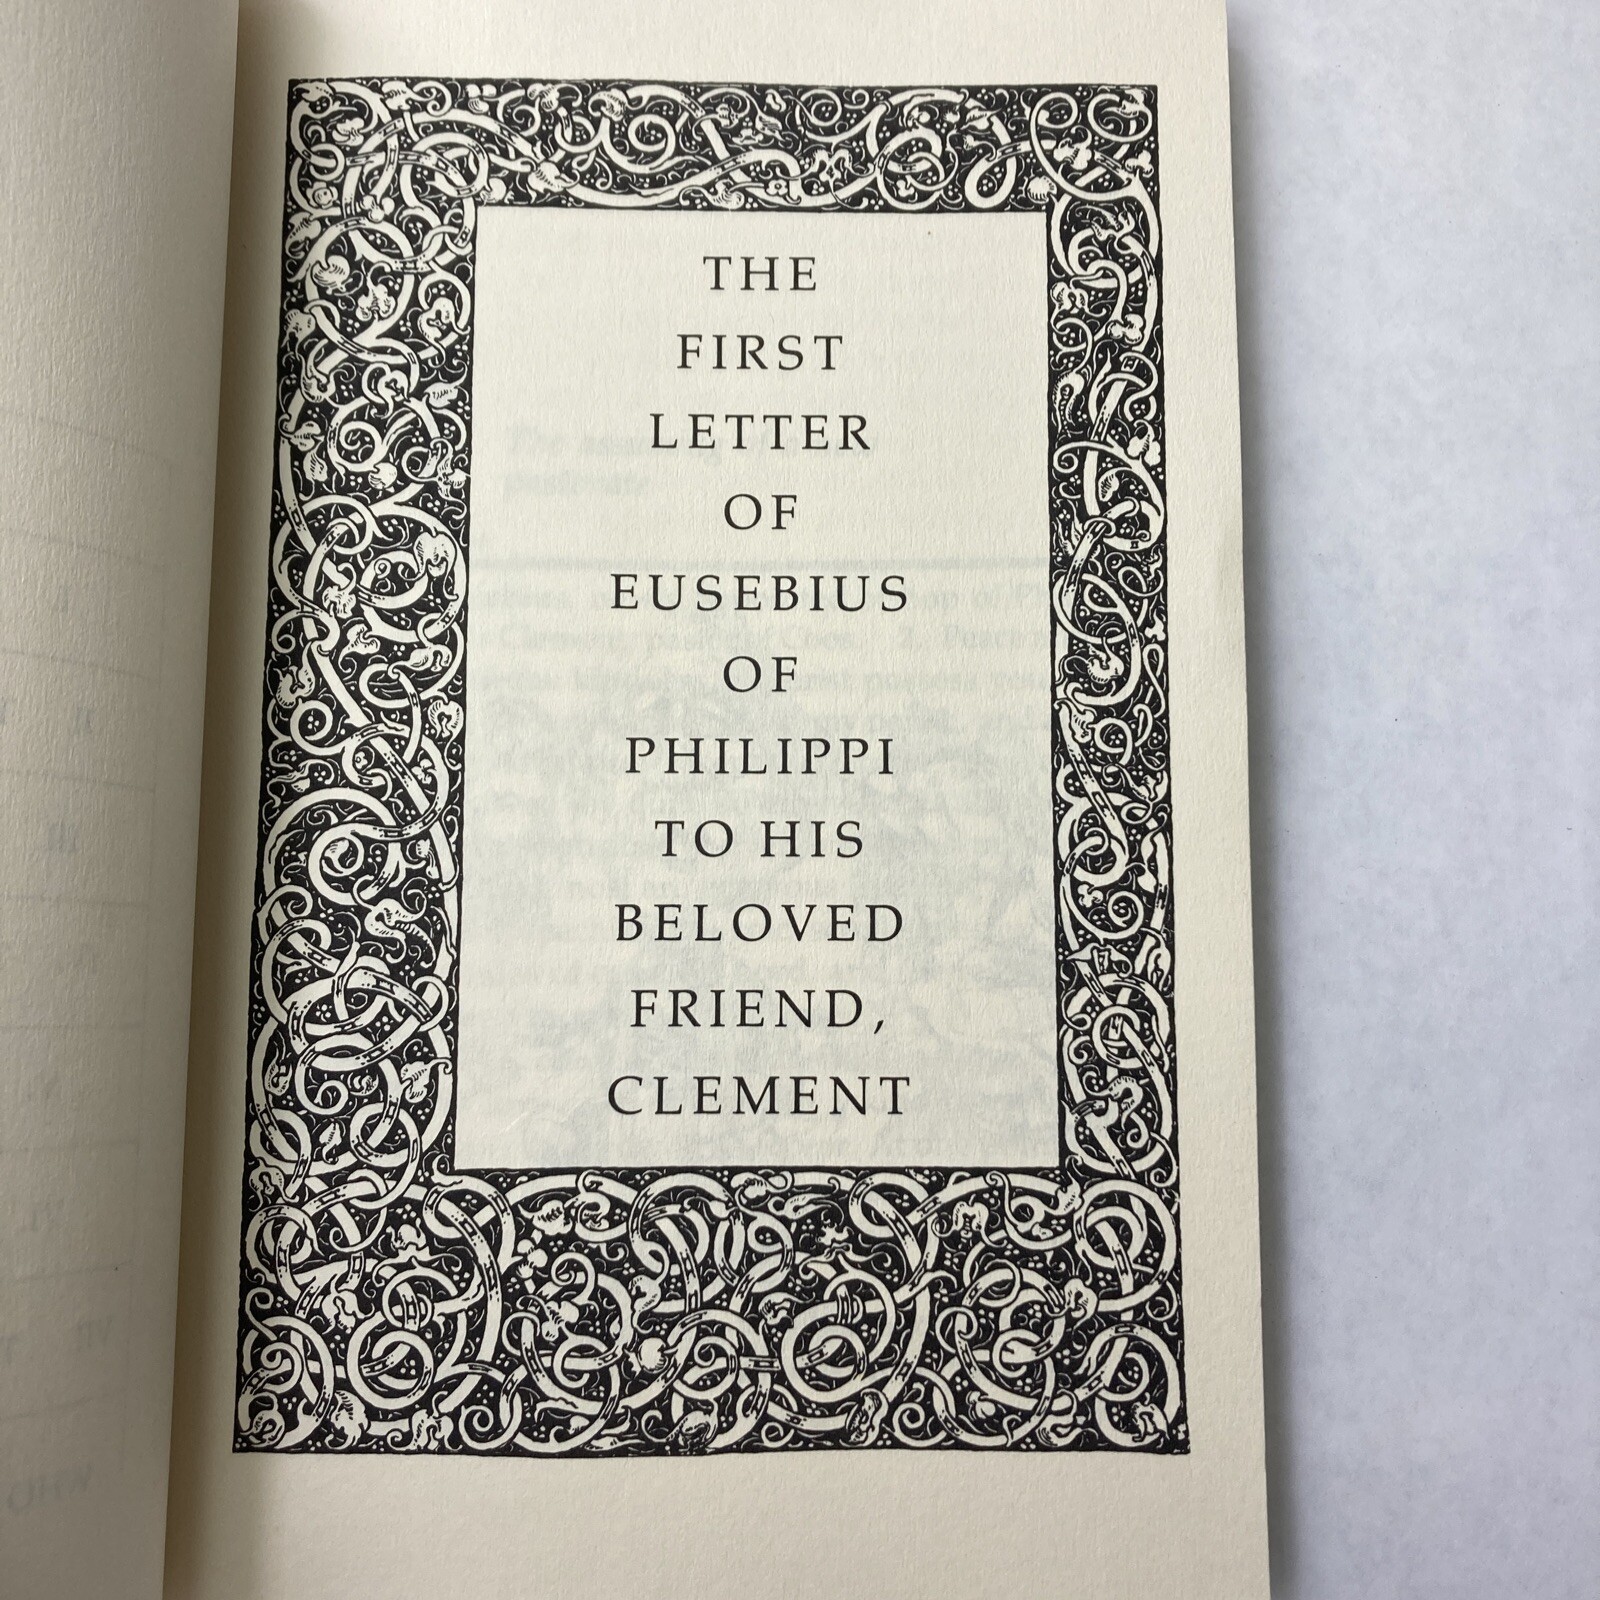 THE
FIRST
LETTER
OF
EUSEBIUS
OF
PHILIPPI
TO HIS
BELOVED
FRIEND,
CLEMENT